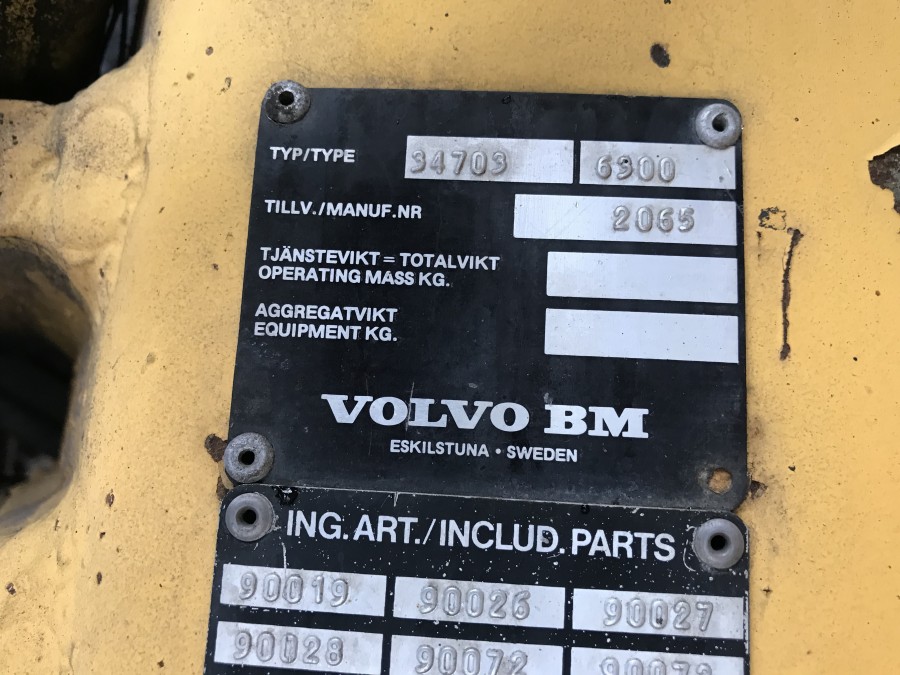 TYP/TYPE 34703 6300
TILLV./MANUF.NR 2065
TJÄNSTEVIKT = TOTALVIKT
OPERATING MASS KG.
AGGREGATVIKT
EQUIPMENT KG.
VOLVO BM
ESKILSTUNA • SWEDEN
ING.ART./INCLUD.PARTS
90019 90026 90027
90028 90072